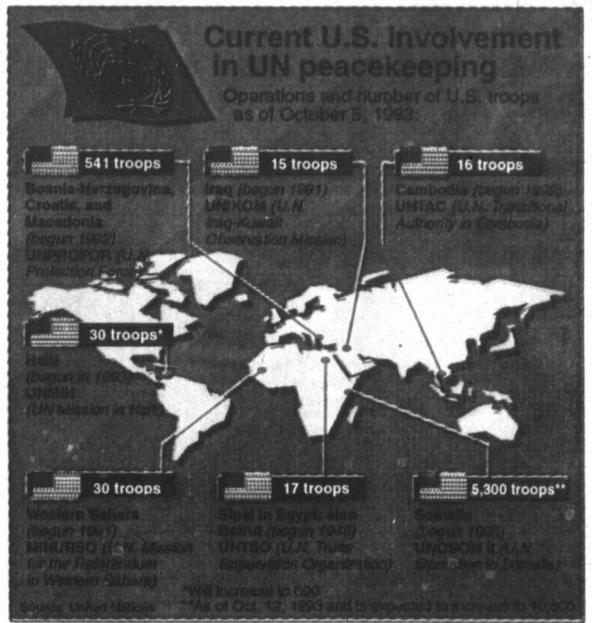 Current U.S. involvement
in UN peacekeeping
Operations and number of U.S. troops
as of October 5, 1993:
541 troops
Bosnia-Herzegovina,
Croatia, and
Macedonia
(begun 1992)
UNPROFOR (U.N.
Protection Force)
15 troops
Iraq (begun 1991)
UNIKOM (U.N.
Iraq-Kuwait
Observation Mission)
16 troops
Cambodia (begun 1992)
UNTAC (U.N. Transitional
Authority in Cambodia)
30 troops*
Haiti
(begun in 1993)
UNMIH
(UN Mission in Haiti)
30 troops
Western Sahara
(begun 1991)
MINURSO (U.N. Mission
for the Referendum
in Western Sahara)
17 troops
Sinai in Egypt; also
Beirut (begun 1948)
UNTSO (U.N. Truce
Supervision Organization)
5,300 troops**
Somalia
(begun 1993)
UNOSOM II (U.N.
Operation in Somalia)
*Will increase to 600
Source: United Nations
**As of Oct. 12, 1993 and is expected to increase to